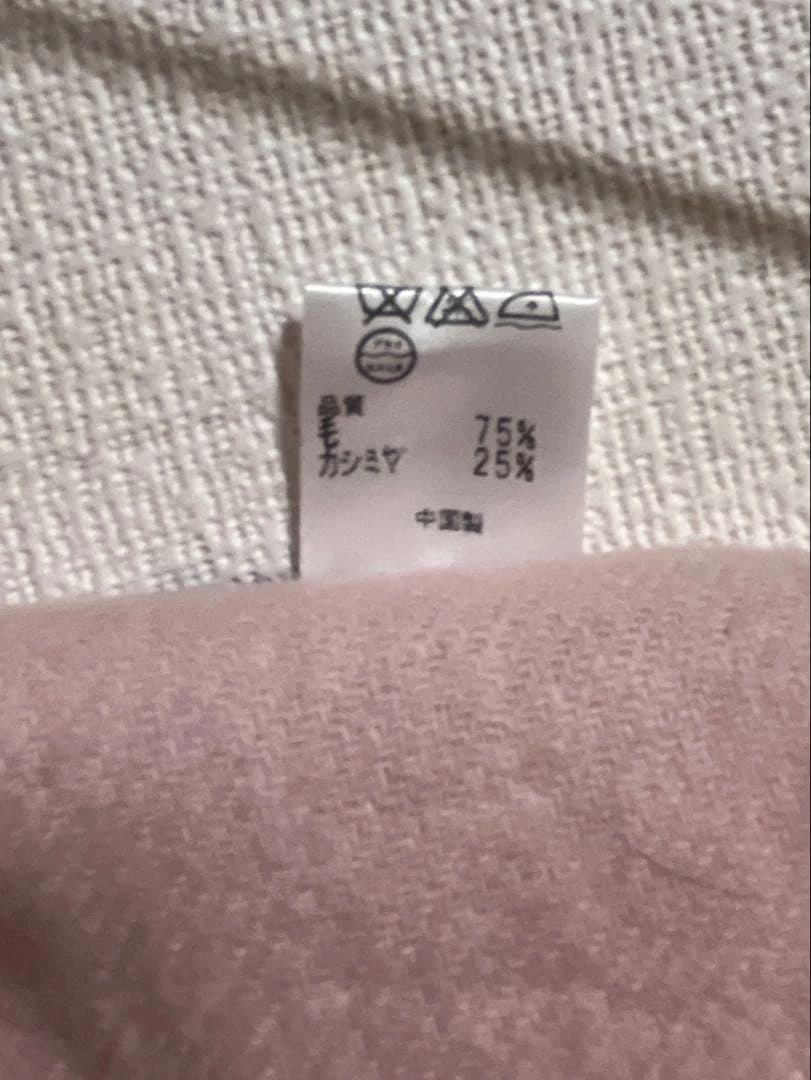 品質
毛 75%
カシミヤ 25%
中国製